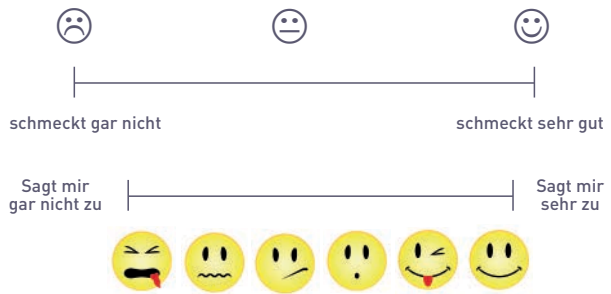 schmeckt gar nicht
schmeckt sehr gut
Sagt mir
gar nicht zu
Sagt mir
sehr zu